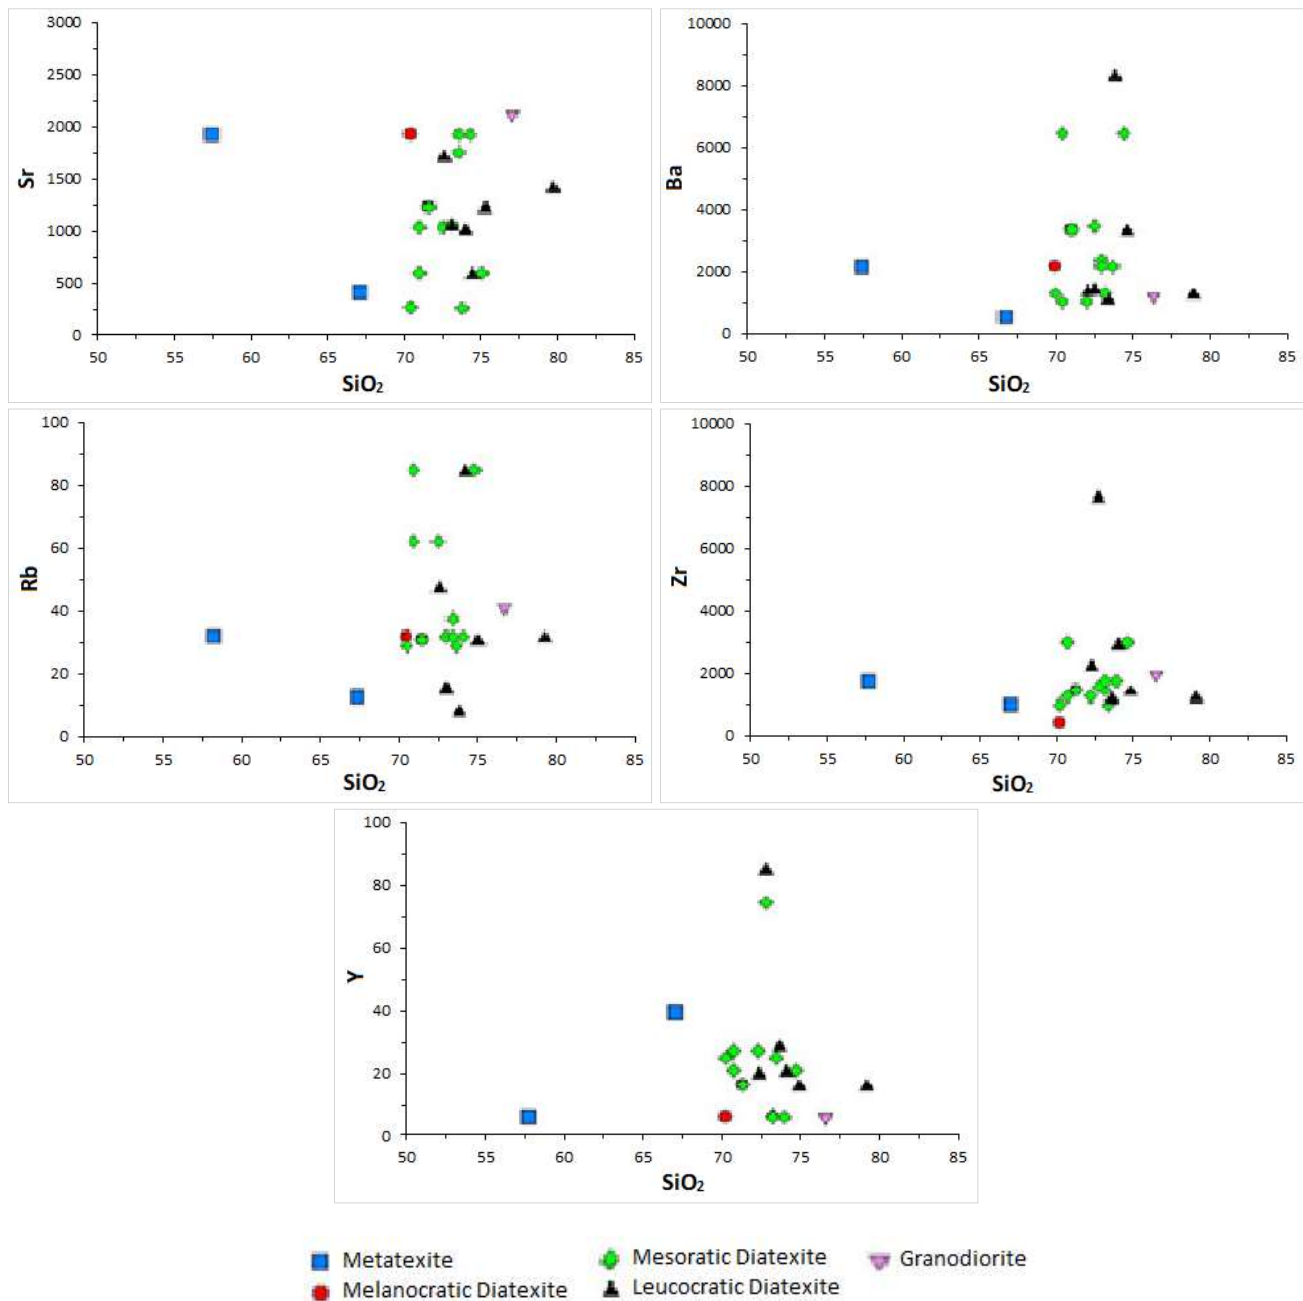 3000
2500
2000
1500
1000
500
0
Sr
50 55 60 65 70 75 80 85
SiO₂
10000
8000
6000
4000
2000
0
Ba
50 55 60 65 70 75 80 85
SiO₂
100
80
60
40
20
0
Rb
50 55 60 65 70 75 80 85
SiO₂
10000
8000
6000
4000
2000
0
Zr
50 55 60 65 70 75 80 85
SiO₂
100
80
60
40
20
0
Y
50 55 60 65 70 75 80 85
SiO₂
Metatexite
Mesoratic Diatexite
Granodiorite
Melanocratic Diatexite
Leucocratic Diatexite